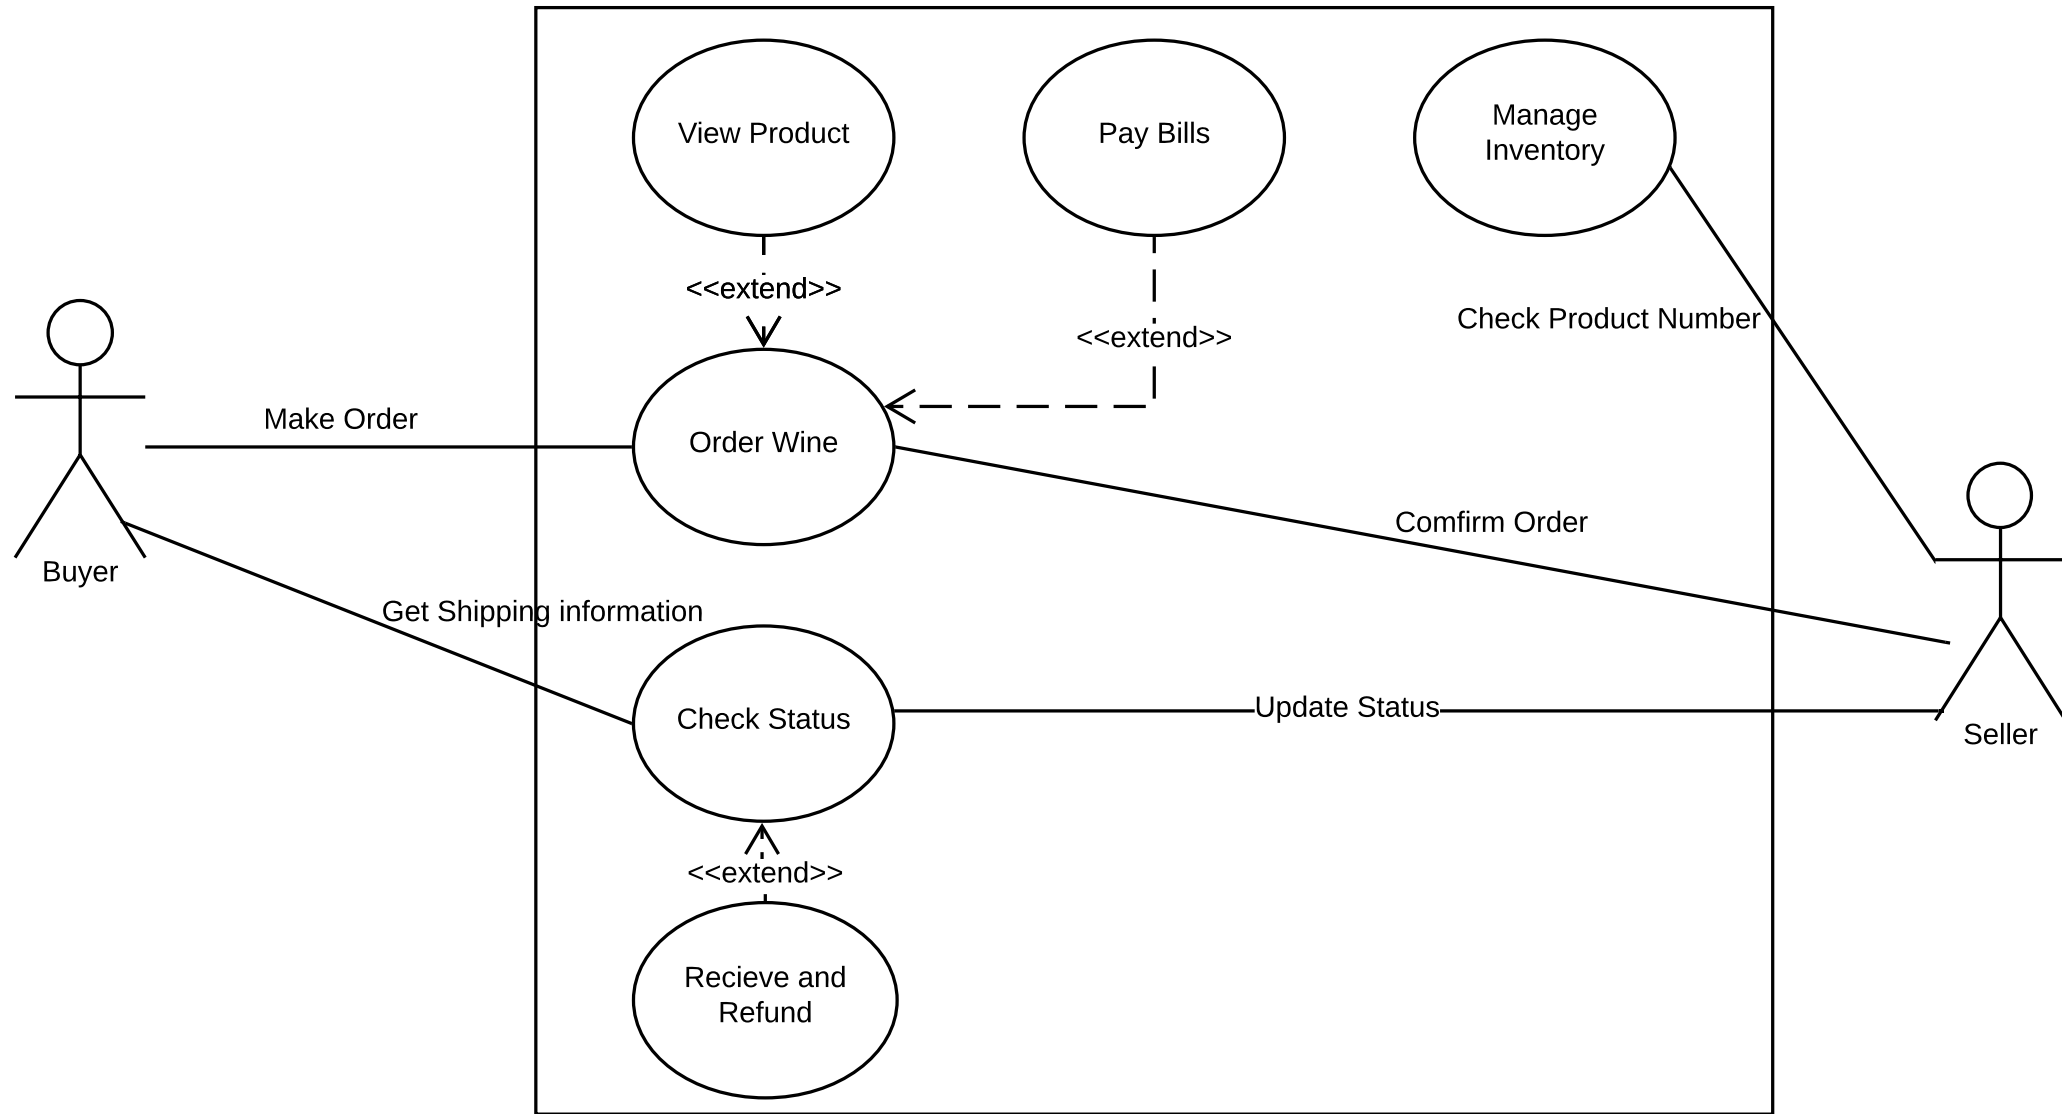 View Product
Pay Bills
Manage
Inventory
<<extend>>
Check Product Number
<<extend>>
Make Order
Order Wine
Comfirm Order
Buyer
Get Shipping information
Check Status
Update Status
Seller
<<extend>>
Recieve and
Refund